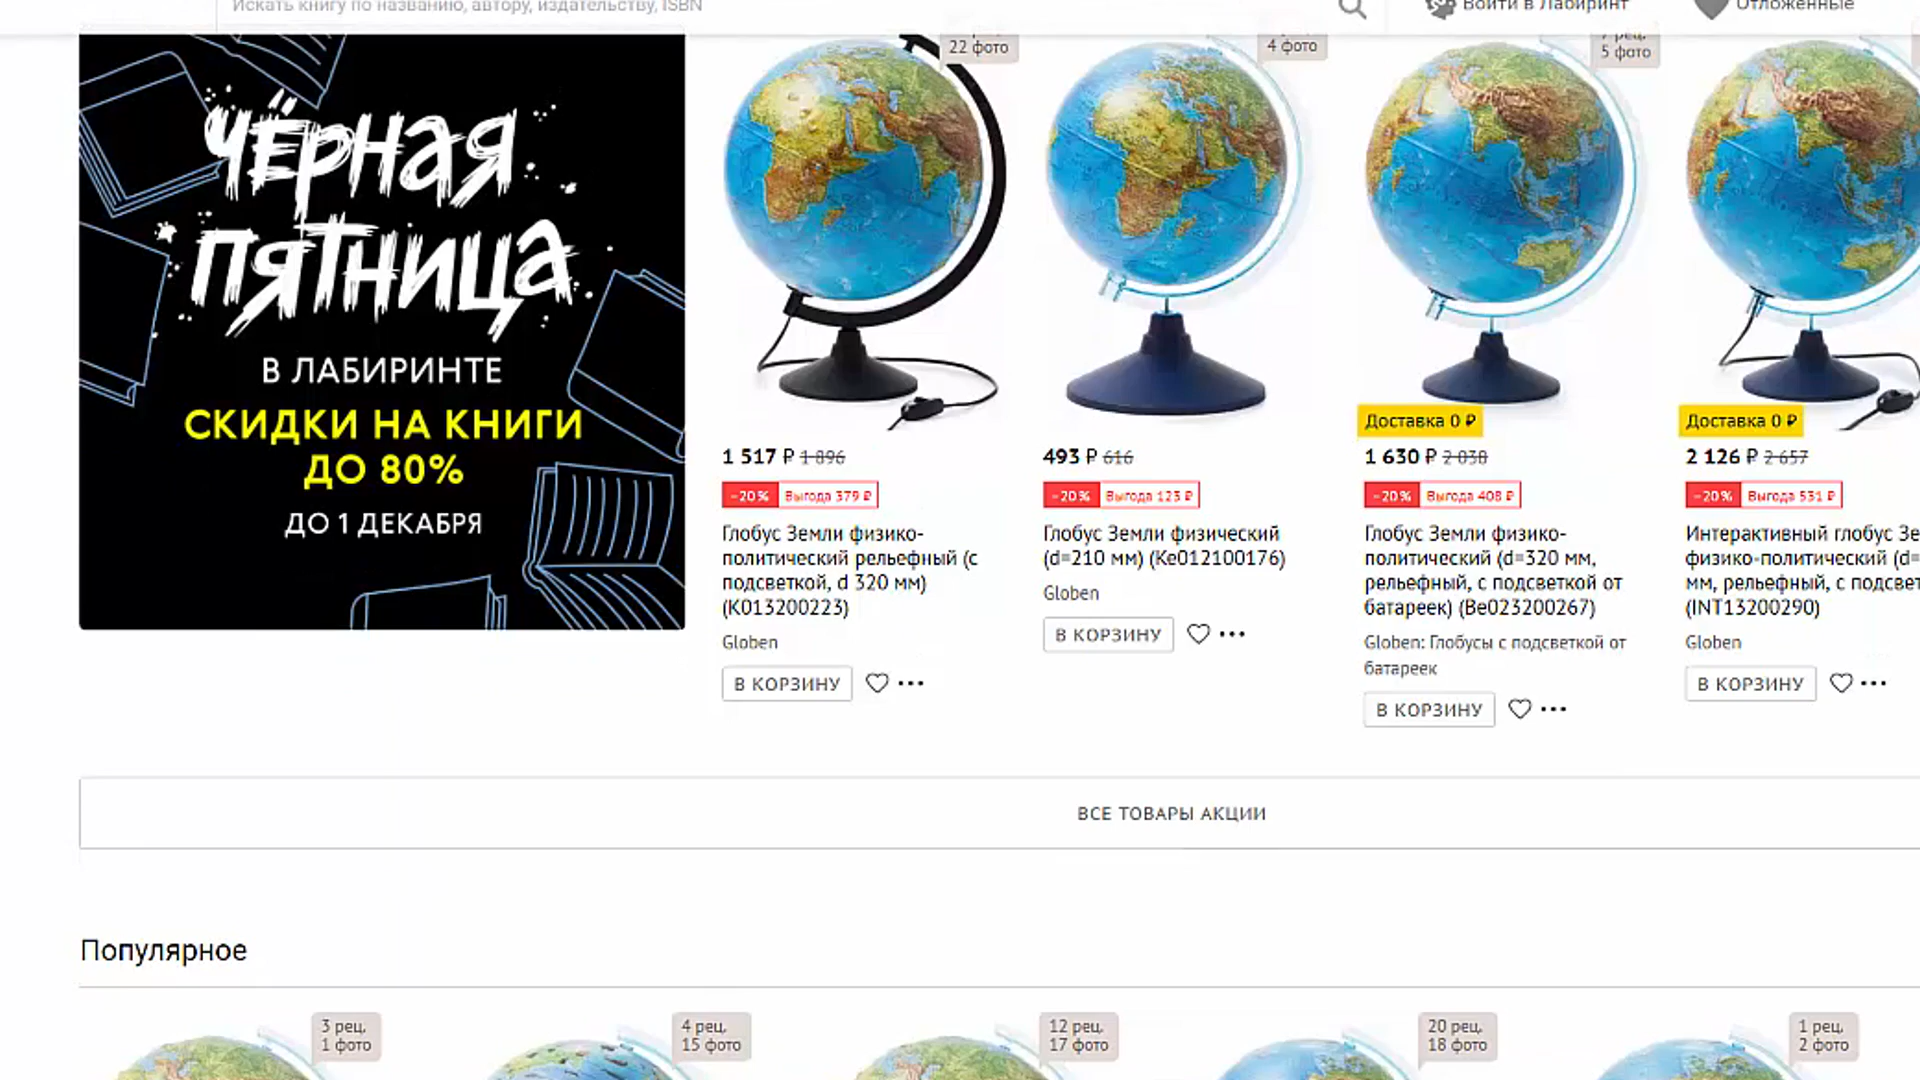 Искать книгу по названию, автору, издательству, ISBN
Войти в Лабиринт
Отложенные
ЧЁРНАЯ
ПЯТНИЦА
В ЛАБИРИНТЕ
СКИДКИ НА КНИГИ
ДО 80%
ДО 1 ДЕКАБРЯ
22 фото
1 517 ₽ 1 896
-20% Выгода 379 ₽
Глобус Земли физико-
политический рельефный (с
подсветкой, d 320 мм)
(К013200223)
Globen
В КОРЗИНУ
4 фото
493 ₽ 616
-20% Выгода 123 ₽
Глобус Земли физический
(d=210 мм) (Ке012100176)
Globen
В КОРЗИНУ
5 фото
Доставка 0 ₽
1 630 ₽ 2 038
-20% Выгода 408 ₽
Глобус Земли физико-
политический (d=320 мм,
рельефный, с подсветкой от
батареек) (Ве023200267)
Globen: Глобусы с подсветкой от
батареек
В КОРЗИНУ
Доставка 0 ₽
2 126 ₽ 2 657
-20% Выгода 531 ₽
Интерактивный глобус Зе
физико-политический (d=
мм, рельефный, с подсвет
(INT13200290)
Globen
В КОРЗИНУ
ВСЕ ТОВАРЫ АКЦИИ
Популярное
3 рец.
1 фото
4 рец.
15 фото
12 рец.
17 фото
20 рец.
18 фото
1 рец.
2 фото